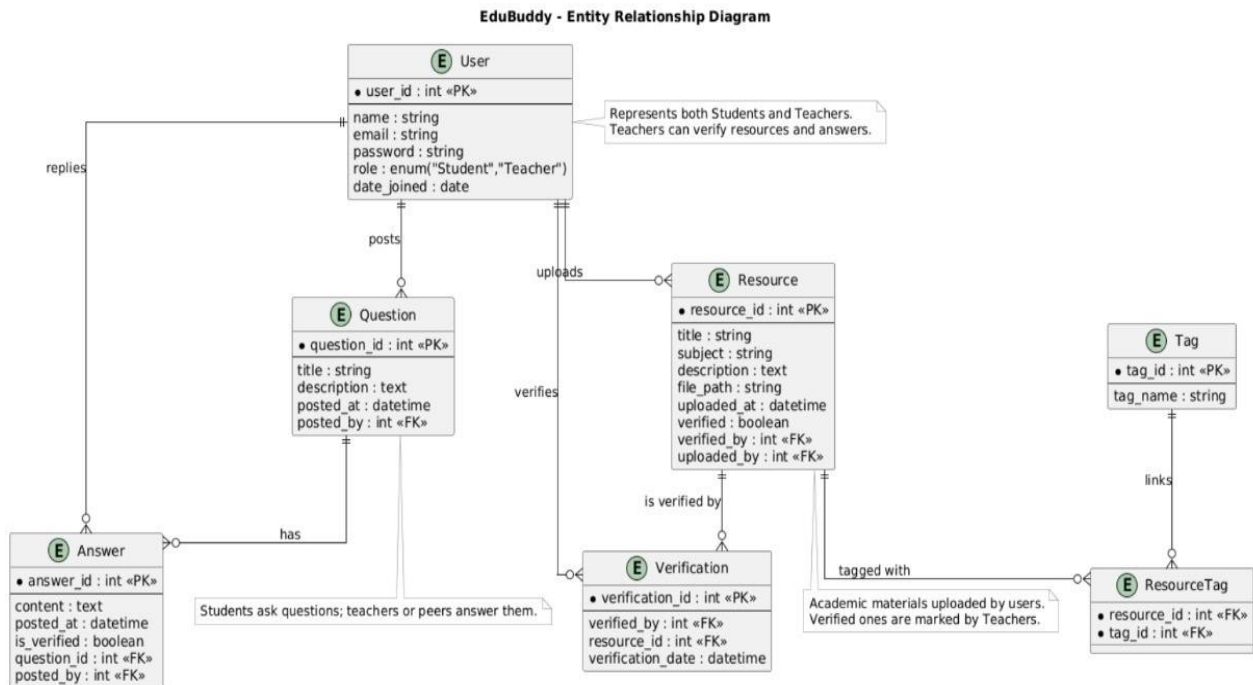 EduBuddy - Entity Relationship Diagram
E User
• user_id : int «PK»
name : string
email : string
password : string
role : enum("Student","Teacher")
date_joined : date
Represents both Students and Teachers.
Teachers can verify resources and answers.
replies
posts
uploads
verifies
E Question
• question_id : int «PK»
title : string
description : text
posted_at : datetime
posted_by : int «FK»
E Resource
• resource_id : int «PK»
title : string
subject : string
description : text
file_path : string
uploaded_at : datetime
verified : boolean
verified_by : int «FK»
uploaded_by : int «FK»
E Tag
• tag_id : int «PK»
tag_name : string
links
is verified by
has
tagged with
E Answer
• answer_id : int «PK»
content : text
posted_at : datetime
is_verified : boolean
question_id : int «FK»
posted_by : int «FK»
Students ask questions; teachers or peers answer them.
E Verification
• verification_id : int «PK»
verified_by : int «FK»
resource_id : int «FK»
verification_date : datetime
Academic materials uploaded by users.
Verified ones are marked by Teachers.
E ResourceTag
• resource_id : int «FK»
• tag_id : int «FK»